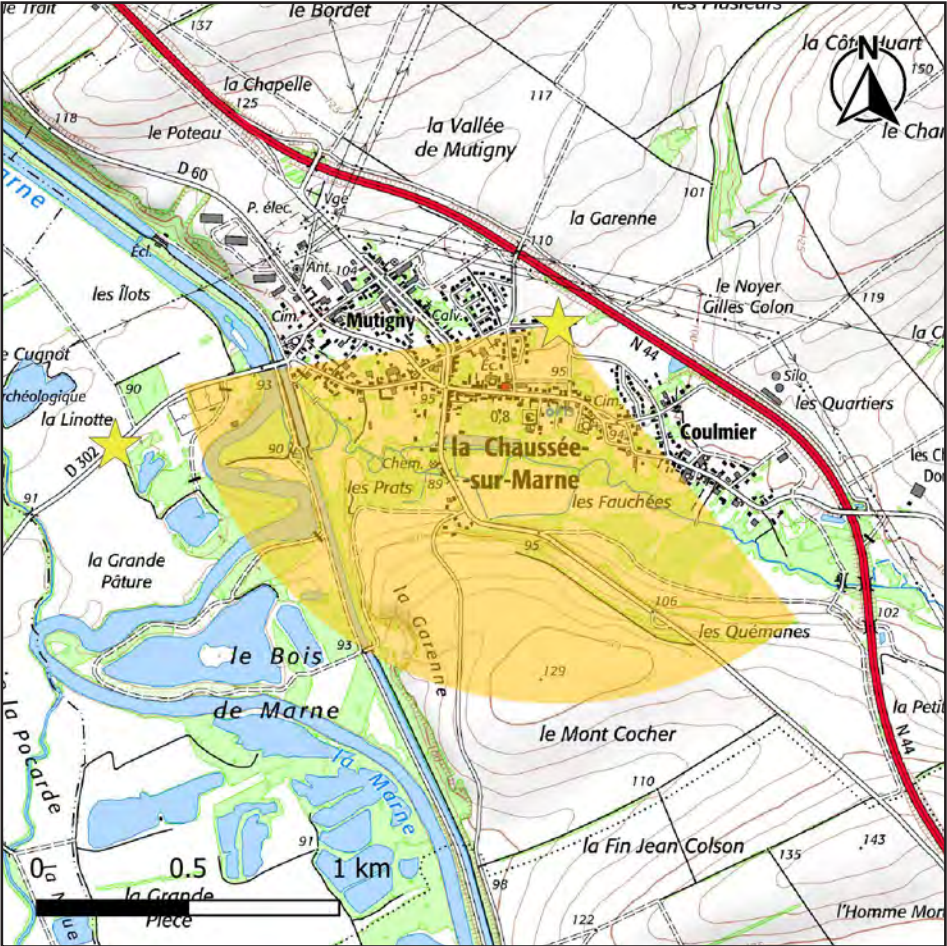 le Trait
le Bordet
les Plusieurs
137
la Côte Huart
N
150
la Chapelle
125
117
118
le Poteau
la Vallée
de Mutigny
D 60
101
P. élec.
Vge
la Garenne
110
Écl.
Ant.
104
le Noyer
Gilles Colon
119
les Îlots
Cim.
Mutigny
Calv.
N 44
Cugnot
93
Éc.
95
Silo
90
les Quartiers
la Linotte
95
Cim.
0,8
94
Coulmier
D 302
90
la Chaussée-
-sur-Marne
Chem.
89
les Prats
les Fauchées
91
95
la Grande
Pâture
106
102
la Garenne
les Quémanes
93
le Bois
129
de Marne
la Pocarde
la Petit
N 44
le Mont Cocher
la Marne
110
91
143
la Fin Jean Colson
135
0
0.5
1 km
98
la Grande
Pièce
122
l'Homme Mor